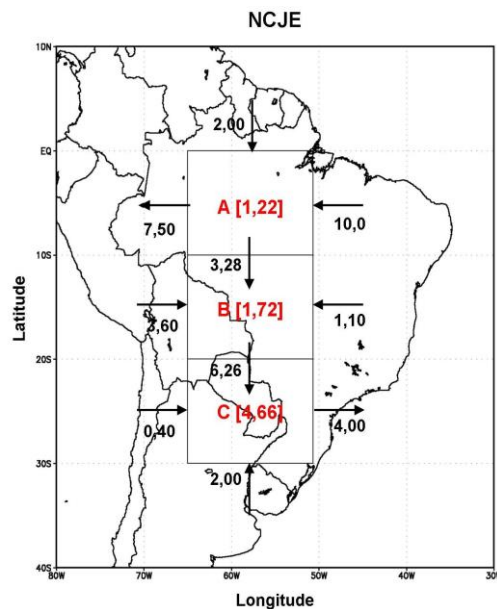 NCJE
10N
2,00
EQ
A [1,22]
7,50
10,0
10S
3,28
B [1,72]
3,60
1,10
Latitude
20S
6,26
C [4,66]
0,40
4,00
30S
2,00
40S
80W 70W 60W 50W 40W 30W
Longitude